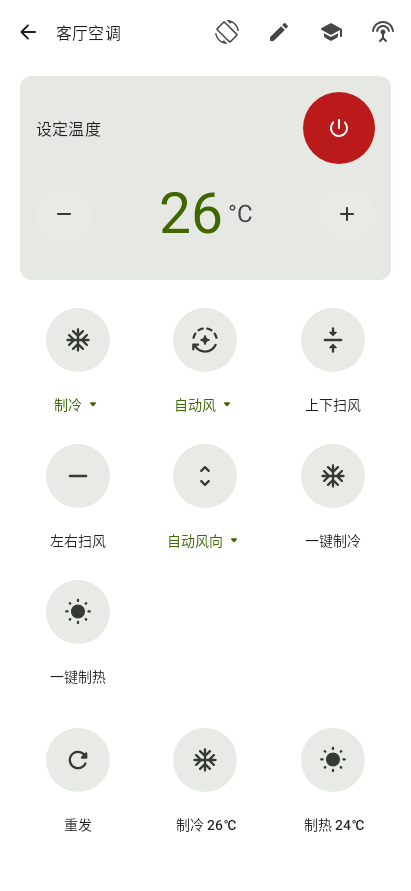 客厅空调
设定温度
26 °C
制冷
自动风
上下扫风
左右扫风
自动风向
一键制冷
一键制热
重发
制冷 26℃
制热 24℃